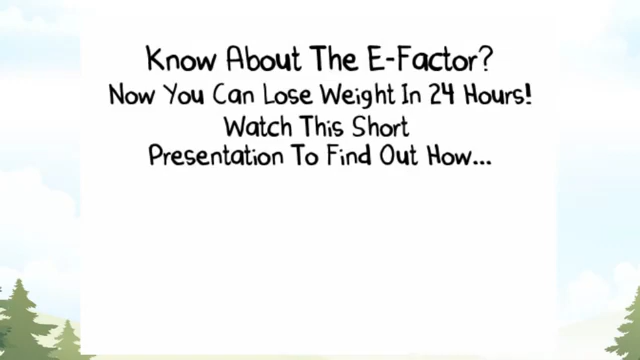 Know About The E-Factor?
Now You Can Lose Weight In 24 Hours!
Watch This Short
Presentation To Find Out How...